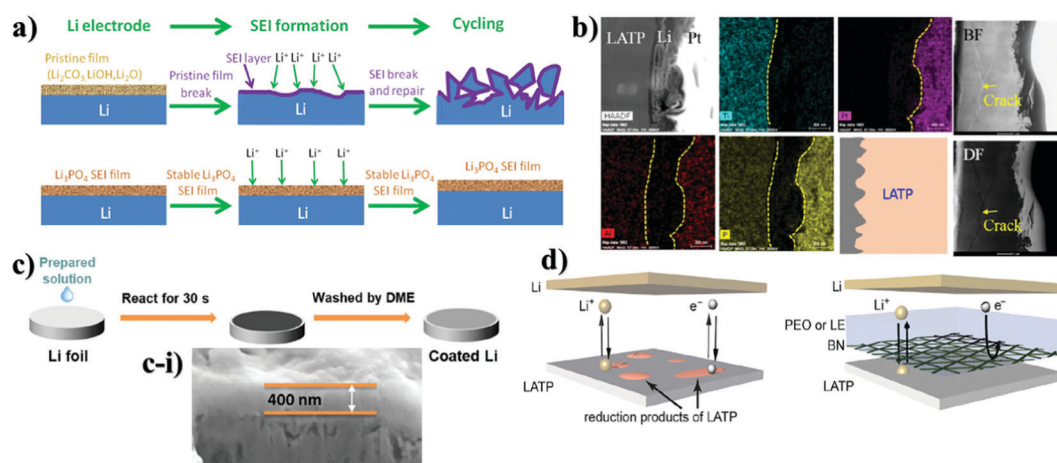 a)
Li electrode
SEI formation
Cycling
Pristine film
(Li₂CO₃,LiOH,Li₂O)
Li
Pristine film
break
SEI layer
Li⁺ Li⁺ Li⁺ Li⁺
Li
SEI break
and repair
Li
Li₃PO₄ SEI film
Li
Stable Li₃PO₄
SEI film
Li⁺ Li⁺ Li⁺ Li⁺
Li
Stable Li₃PO₄
SEI film
Li₃PO₄ SEI film
Li
b)
LATP
Li
Pt
HAADF
Ti
Pt
BF
Crack
Al
P
LATP
DF
Crack
c)
Prepared
solution
Li foil
React for 30 s
Washed by DME
Coated Li
c-i)
400 nm
d)
Li
Li⁺
e⁻
LATP
reduction products of LATP
Li
Li⁺
e⁻
PEO or LE
BN
LATP